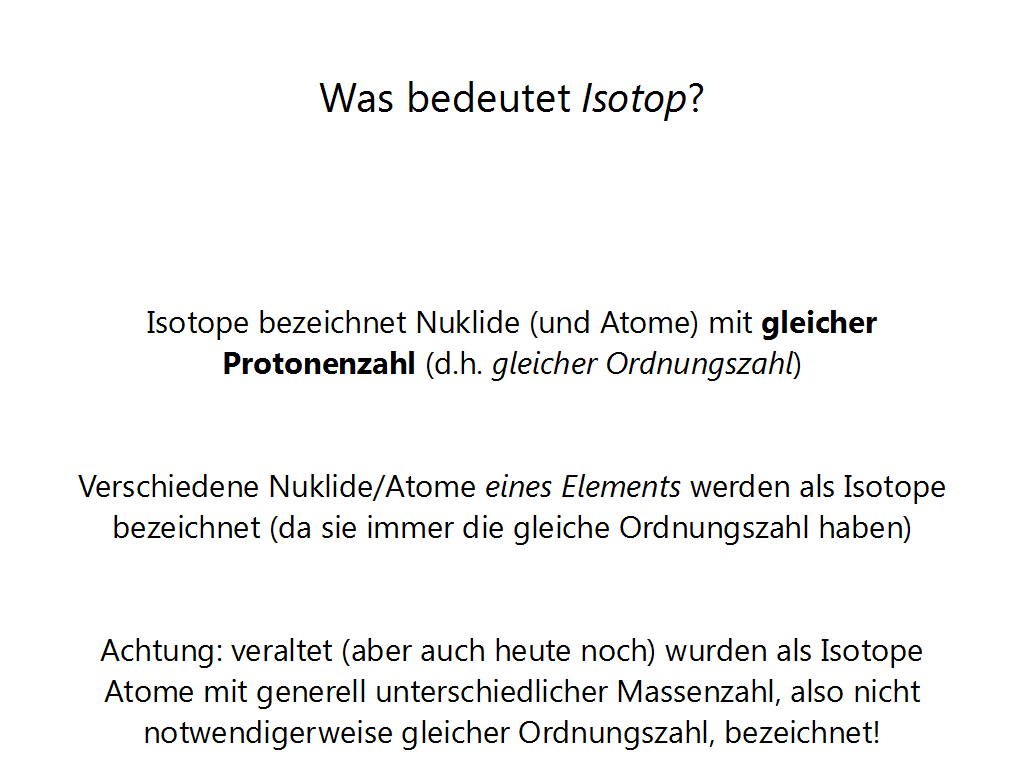 Was bedeutet Isotop?
Isotope bezeichnet Nuklide (und Atome) mit gleicher
Protonenzahl (d.h. gleicher Ordnungszahl)
Verschiedene Nuklide/Atome eines Elements werden als Isotope
bezeichnet (da sie immer die gleiche Ordnungszahl haben)
Achtung: veraltet (aber auch heute noch) wurden als Isotope
Atome mit generell unterschiedlicher Massenzahl, also nicht
notwendigerweise gleicher Ordnungszahl, bezeichnet!